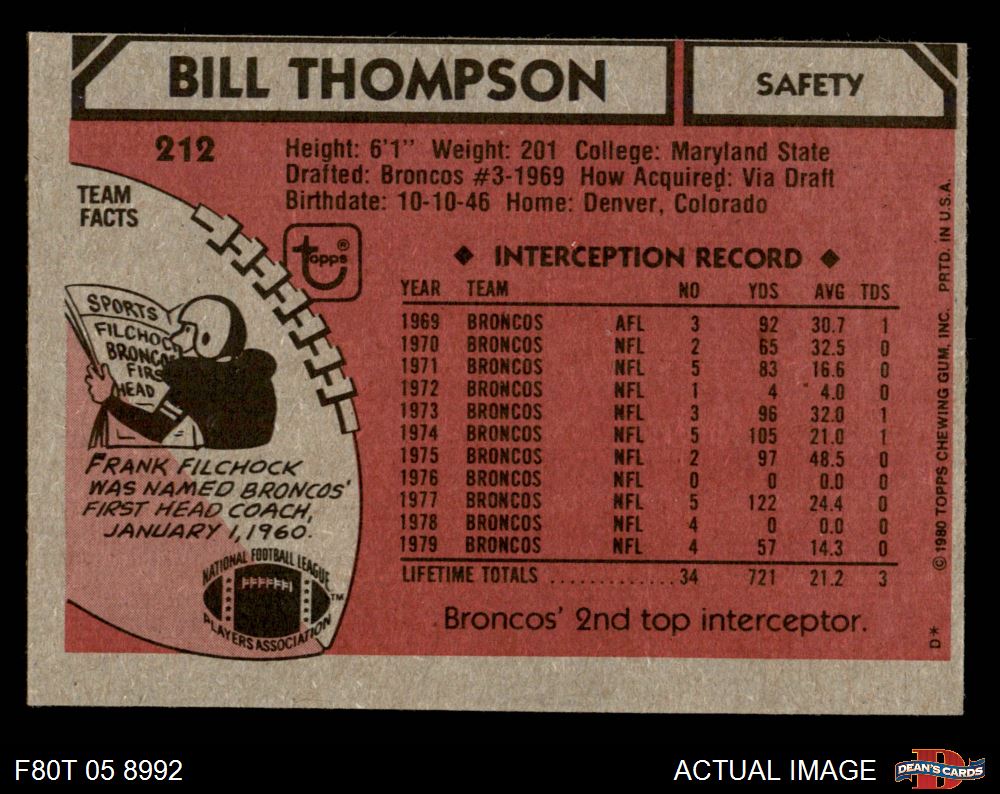 BILL THOMPSON
SAFETY
212
Height: 6'1" Weight: 201 College: Maryland State
Drafted: Broncos #3-1969 How Acquired: Via Draft
Birthdate: 10-10-46 Home: Denver, Colorado
TEAM
FACTS
topps®
SPORTS
FILCHOCK
BRONCOS
FIRS
HEAD
FRANK FILCHOCK
WAS NAMED BRONCOS'
FIRST HEAD COACH,
JANUARY 1, 1960.
NATIONAL FOOTBALL LEAGUE
PLAYERS ASSOCIATION
TM
◆ INTERCEPTION RECORD ◆
YEAR TEAM NO YDS AVG TDS
1969 BRONCOS AFL 3 92 30.7 1
1970 BRONCOS NFL 2 65 32.5 0
1971 BRONCOS NFL 5 83 16.6 0
1972 BRONCOS NFL 1 4 4.0 0
1973 BRONCOS NFL 3 96 32.0 1
1974 BRONCOS NFL 5 105 21.0 1
1975 BRONCOS NFL 2 97 48.5 0
1976 BRONCOS NFL 0 0 0.0 0
1977 BRONCOS NFL 5 122 24.4 0
1978 BRONCOS NFL 4 0 0.0 0
1979 BRONCOS NFL 4 57 14.3 0
LIFETIME TOTALS ............34 721 21.2 3
Broncos' 2nd top interceptor.
© 1980 TOPPS CHEWING GUM, INC. PRTD. IN U.S.A.
D*
F80T 05 8992
ACTUAL IMAGE
DEAN'S CARDS